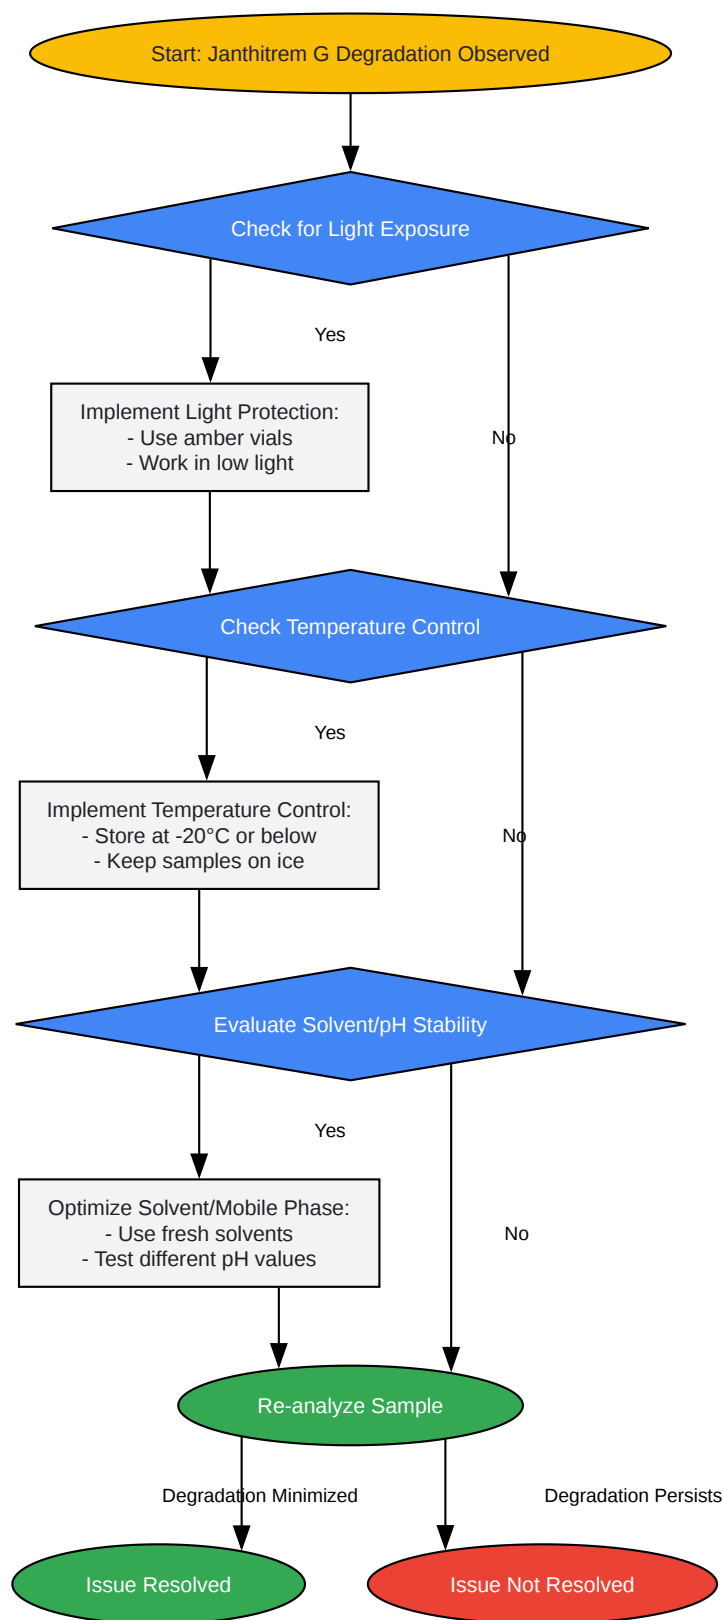 Start: Janthitrem G Degradation Observed
Check for Light Exposure
Yes
Implement Light Protection:
- Use amber vials
- Work in low light
No
Check Temperature Control
Yes
Implement Temperature Control:
- Store at -20°C or below
- Keep samples on ice
No
Evaluate Solvent/pH Stability
Yes
Optimize Solvent/Mobile Phase:
- Use fresh solvents
- Test different pH values
No
Re-analyze Sample
Degradation Minimized
Degradation Persists
Issue Resolved
Issue Not Resolved